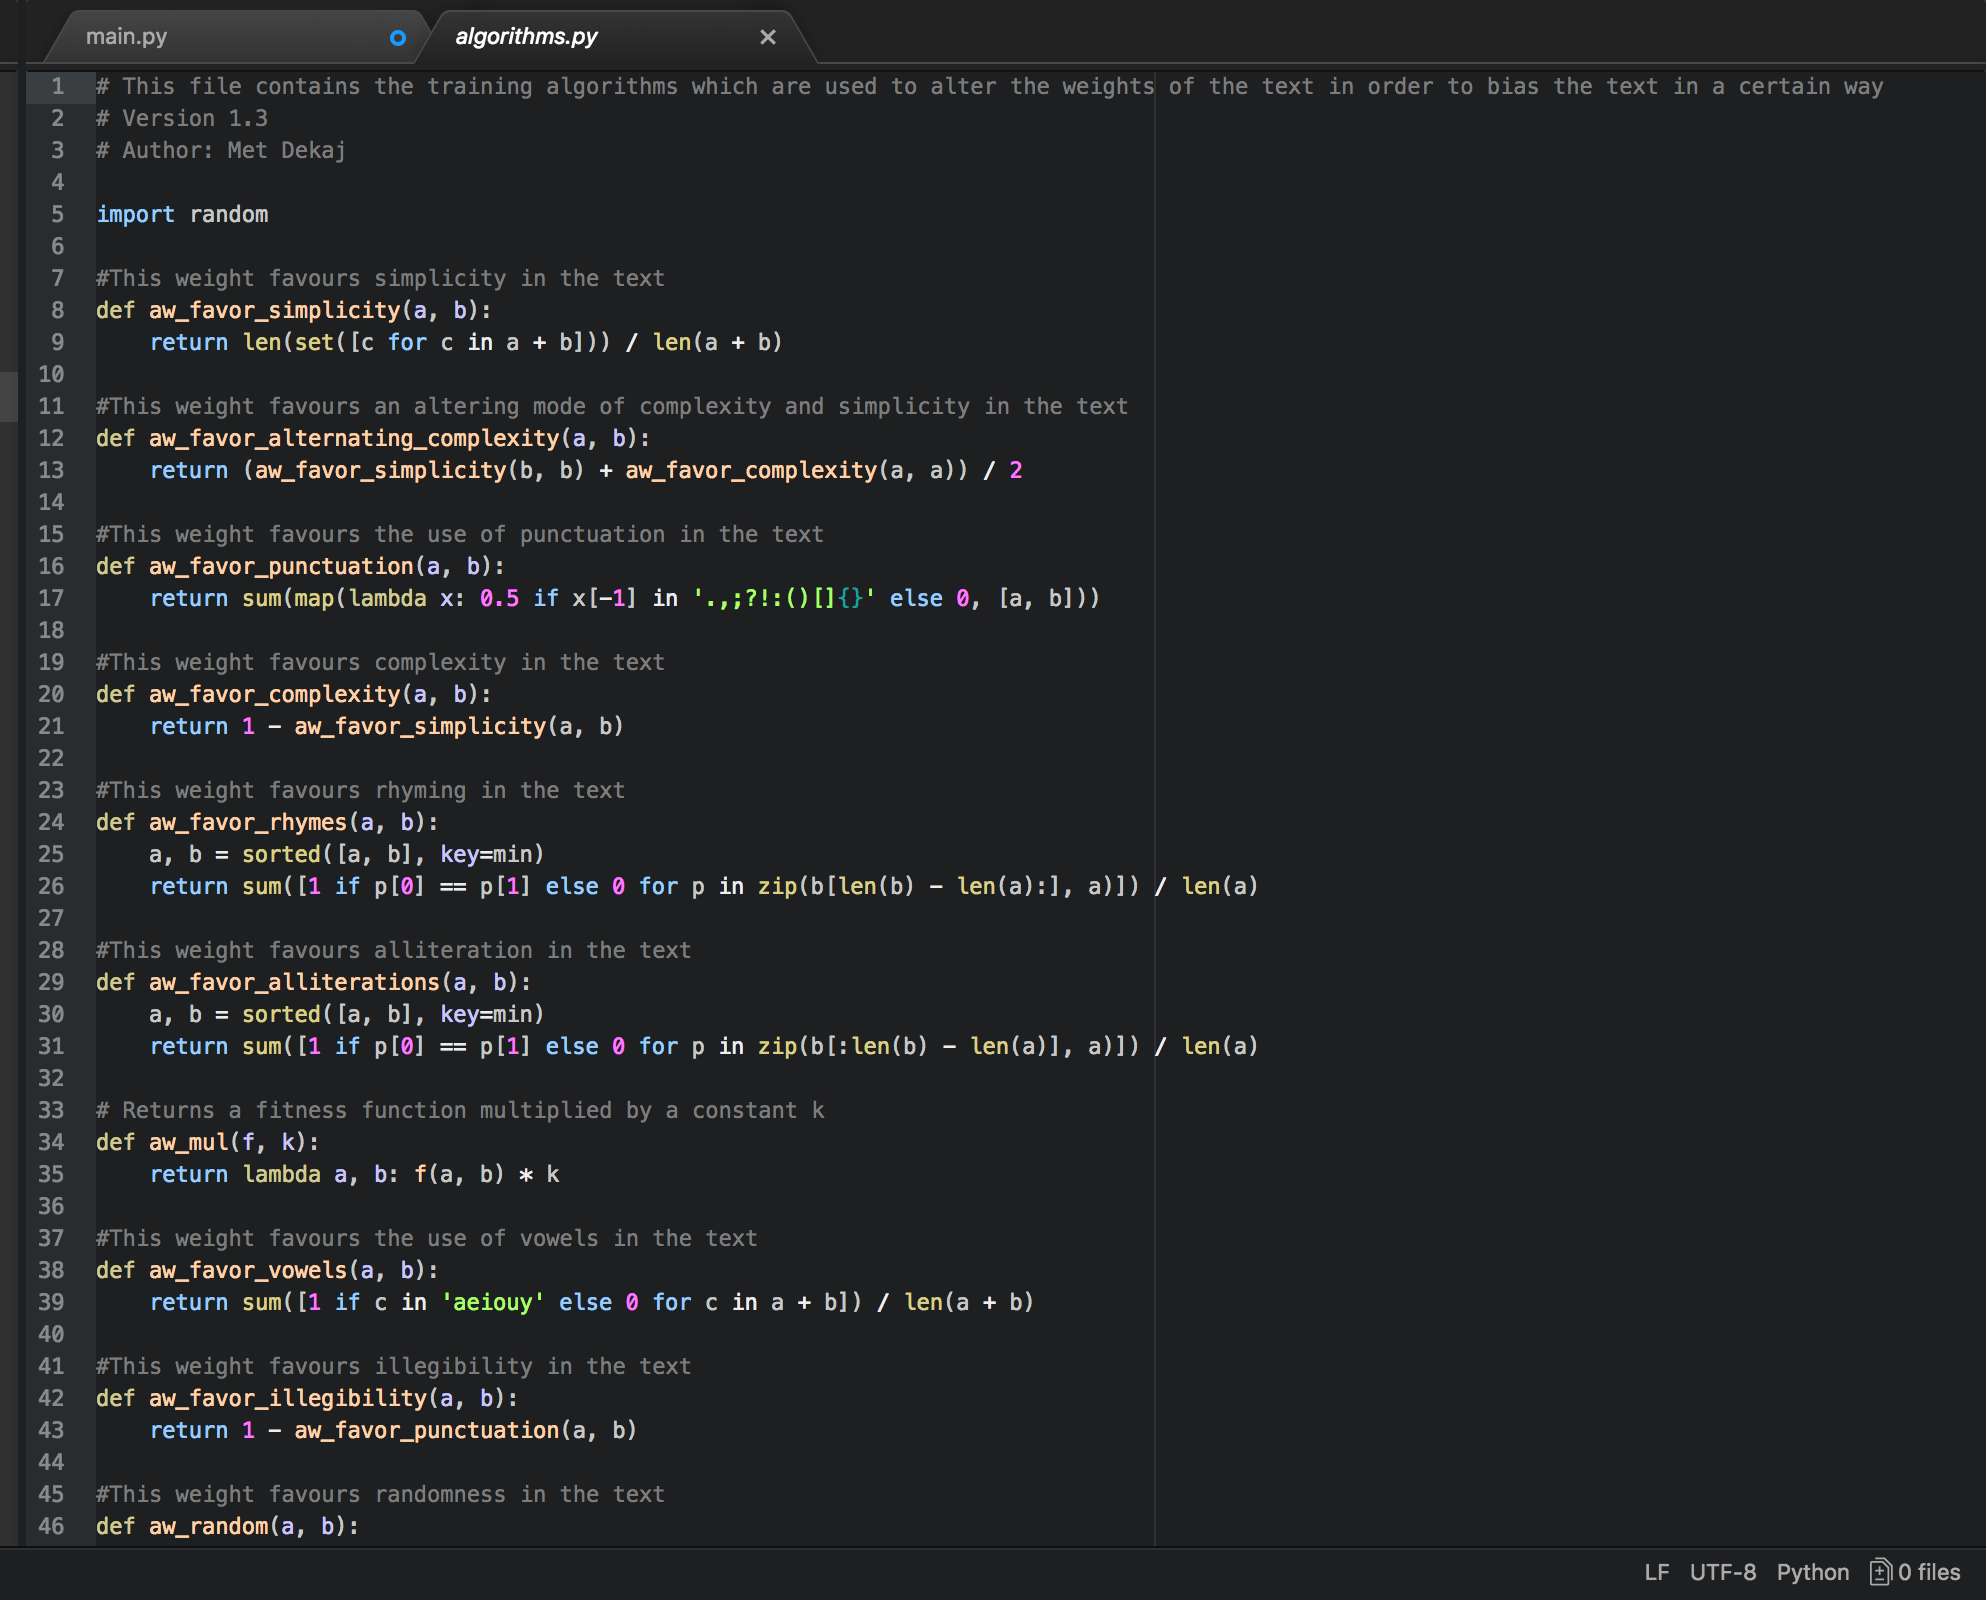 main.py
algorithms.py
1 # This file contains the training algorithms which are used to alter the weights of the text in order to bias the text in a certain way
2 # Version 1.3
3 # Author: Met Dekaj
4
5 import random
6
7 #This weight favours simplicity in the text
8 def aw_favor_simplicity(a, b):
9     return len(set([c for c in a + b])) / len(a + b)
10
11 #This weight favours an altering mode of complexity and simplicity in the text
12 def aw_favor_alternating_complexity(a, b):
13     return (aw_favor_simplicity(b, b) + aw_favor_complexity(a, a)) / 2
14
15 #This weight favours the use of punctuation in the text
16 def aw_favor_punctuation(a, b):
17     return sum(map(lambda x: 0.5 if x[-1] in '.,;?!:()[]{}' else 0, [a, b]))
18
19 #This weight favours complexity in the text
20 def aw_favor_complexity(a, b):
21     return 1 - aw_favor_simplicity(a, b)
22
23 #This weight favours rhyming in the text
24 def aw_favor_rhymes(a, b):
25     a, b = sorted([a, b], key=min)
26     return sum([1 if p[0] == p[1] else 0 for p in zip(b[len(b) - len(a):], a)]) / len(a)
27
28 #This weight favours alliteration in the text
29 def aw_favor_alliterations(a, b):
30     a, b = sorted([a, b], key=min)
31     return sum([1 if p[0] == p[1] else 0 for p in zip(b[:len(b) - len(a)], a)]) / len(a)
32
33 # Returns a fitness function multiplied by a constant k
34 def aw_mul(f, k):
35     return lambda a, b: f(a, b) * k
36
37 #This weight favours the use of vowels in the text
38 def aw_favor_vowels(a, b):
39     return sum([1 if c in 'aeiouy' else 0 for c in a + b]) / len(a + b)
40
41 #This weight favours illegibility in the text
42 def aw_favor_illegibility(a, b):
43     return 1 - aw_favor_punctuation(a, b)
44
45 #This weight favours randomness in the text
46 def aw_random(a, b):
LF UTF-8 Python 0 files